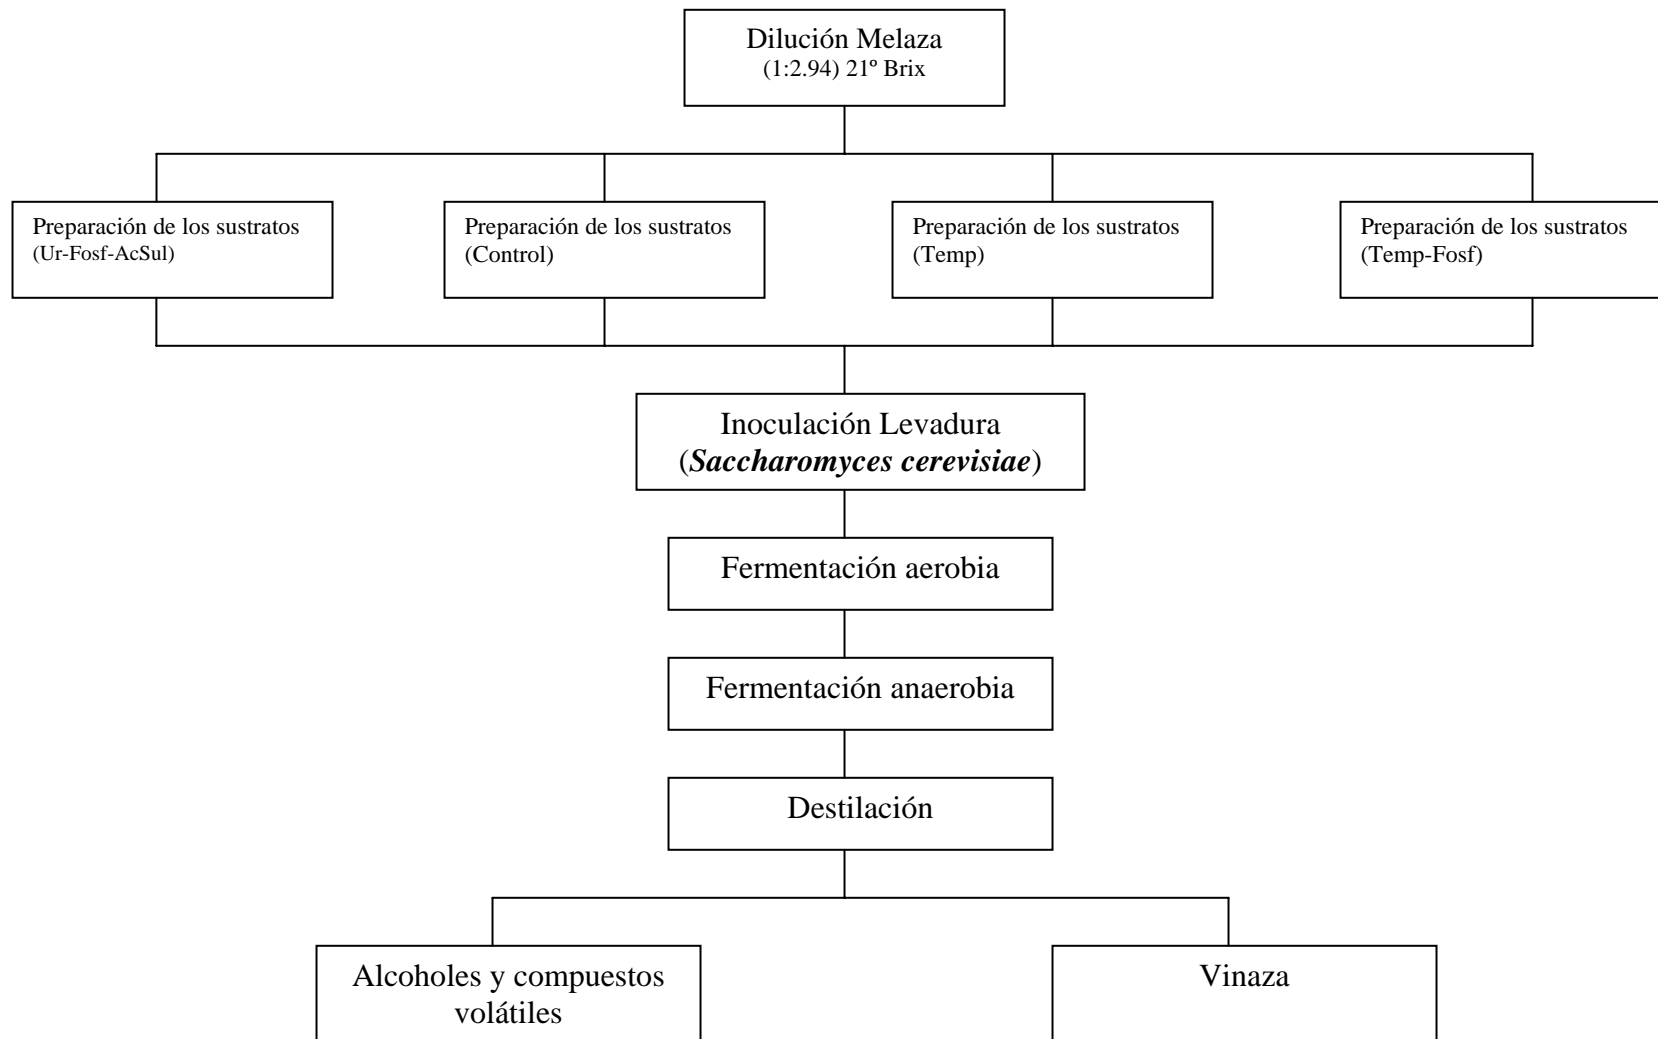 Dilución Melaza
(1:2.94) 21º Brix
Preparación de los sustratos
(Ur-Fosf-AcSul)
Preparación de los sustratos
(Control)
Preparación de los sustratos
(Temp)
Preparación de los sustratos
(Temp-Fosf)
Inoculación Levadura
(Saccharomyces cerevisiae)
Fermentación aerobia
Fermentación anaerobia
Destilación
Alcoholes y compuestos
volátiles
Vinaza